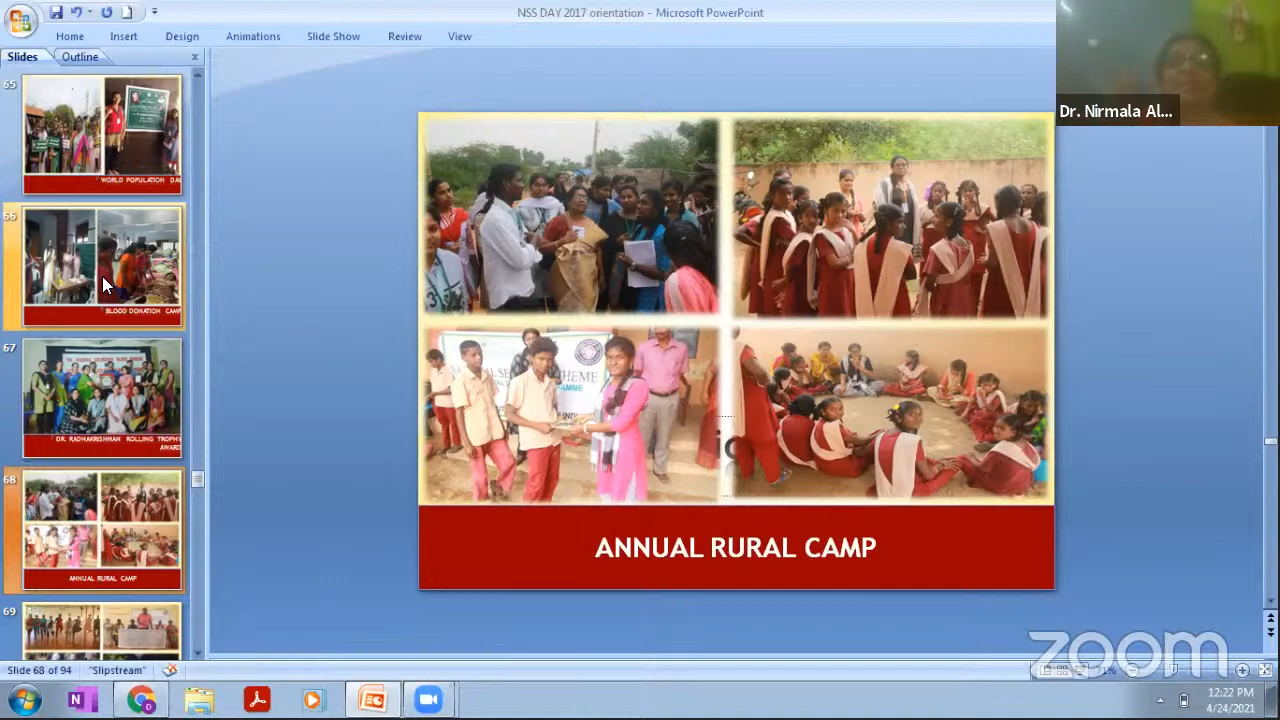 NSS DAY 2017 orientation - Microsoft PowerPoint
Home Insert Design Animations Slide Show Review View
Slides Outline
Dr. Nirmala Al...
65
WORLD POPULATION DA
66
BLOOD DONATION CAMP
67
DR. RADHAKRISHNAN ROLLING TROPHY
AWARD
68
ANNUAL RURAL CAMP
69
ANNUAL RURAL CAMP
zoom
Slide 68 of 94 "Slipstream"
12:22 PM
4/24/2021